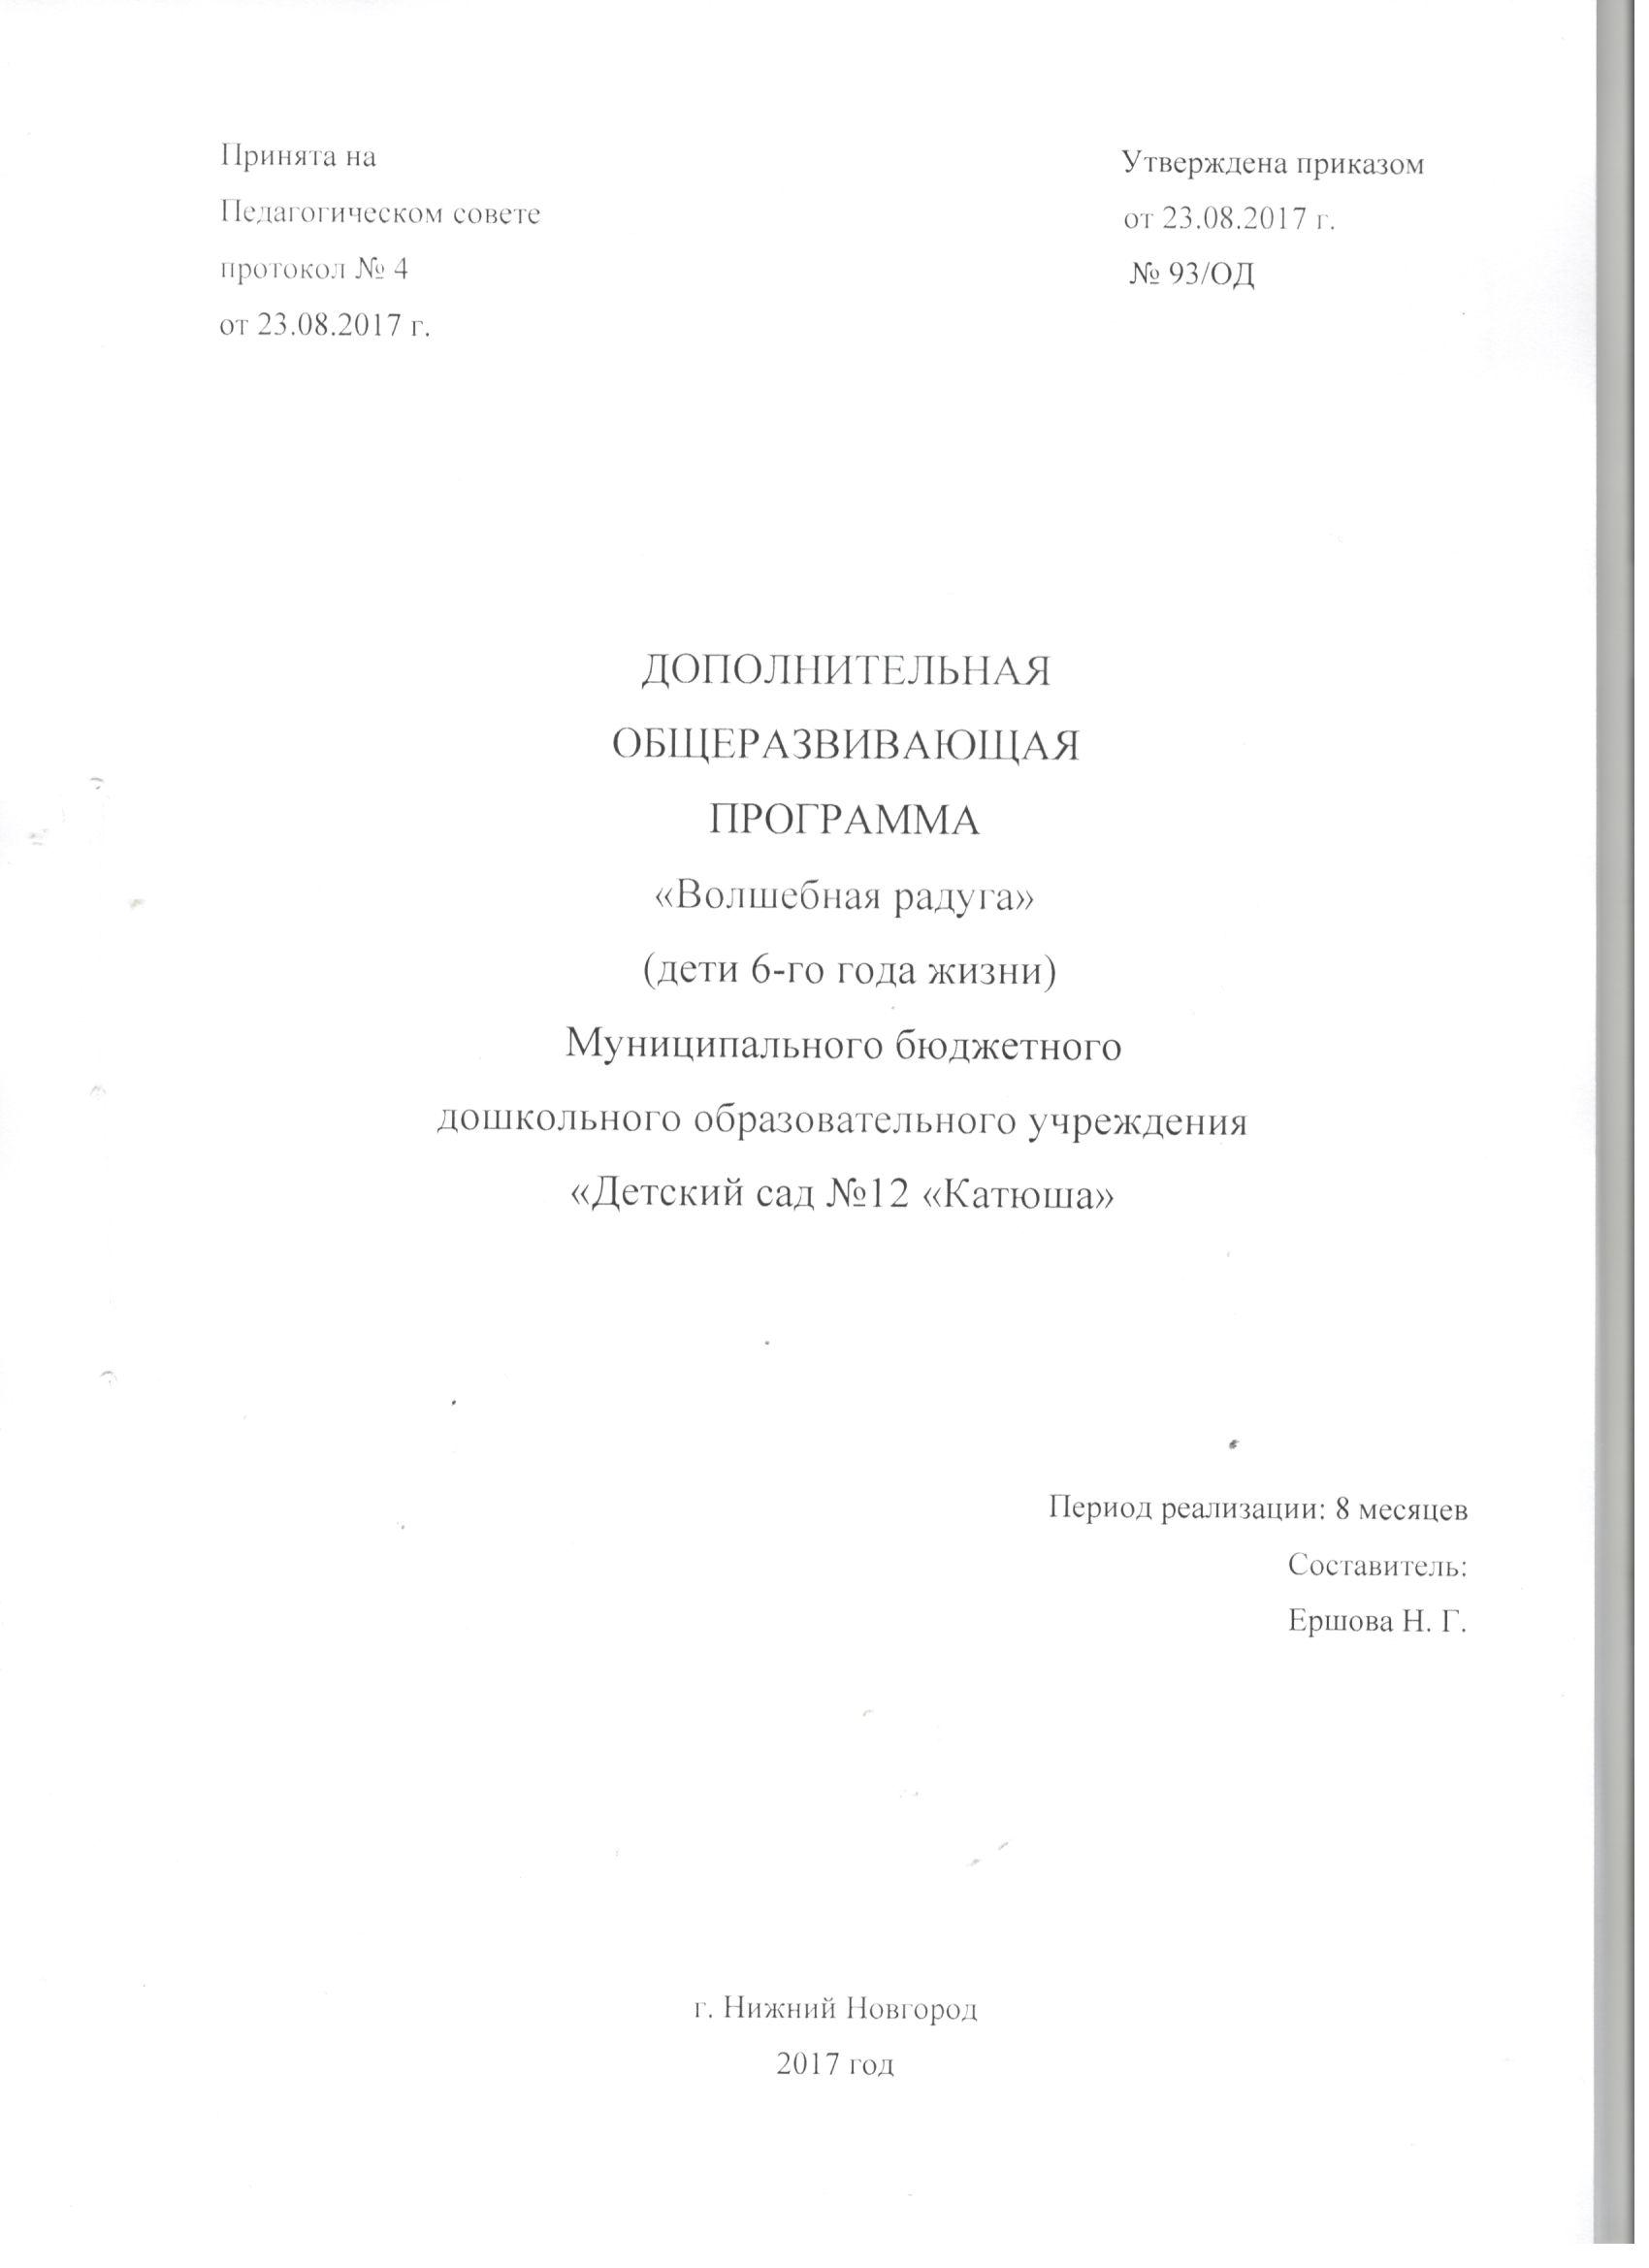 Принята на
Педагогическом совете
протокол № 4
от 23.08.2017 г.
Утверждена приказом
от 23.08.2017 г.
№ 93/ОД
ДОПОЛНИТЕЛЬНАЯ
ОБЩЕРАЗВИВАЮЩАЯ
ПРОГРАММА
«Волшебная радуга»
(дети 6-го года жизни)
Муниципального бюджетного
дошкольного образовательного учреждения
«Детский сад №12 «Катюша»
Период реализации: 8 месяцев
Составитель:
Ершова Н. Г.
г. Нижний Новгород
2017 год